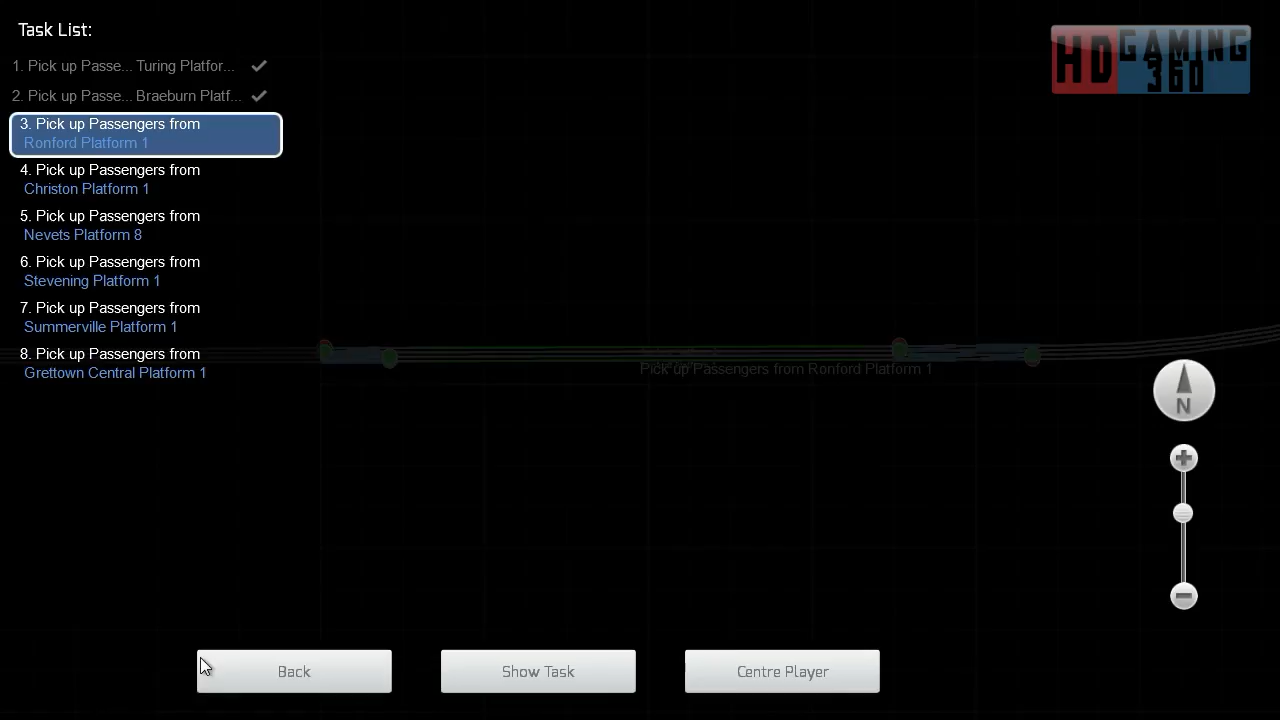 Task List:
1. Pick up Passe... Turing Platfor...
2. Pick up Passe... Braeburn Platf...
3. Pick up Passengers from
Ronford Platform 1
4. Pick up Passengers from
Christon Platform 1
5. Pick up Passengers from
Nevets Platform 8
6. Pick up Passengers from
Stevening Platform 1
7. Pick up Passengers from
Summerville Platform 1
8. Pick up Passengers from
Grettown Central Platform 1
HD GAMING
360
Pick up Passengers from Ronford Platform 1
N
Back
Show Task
Centre Player